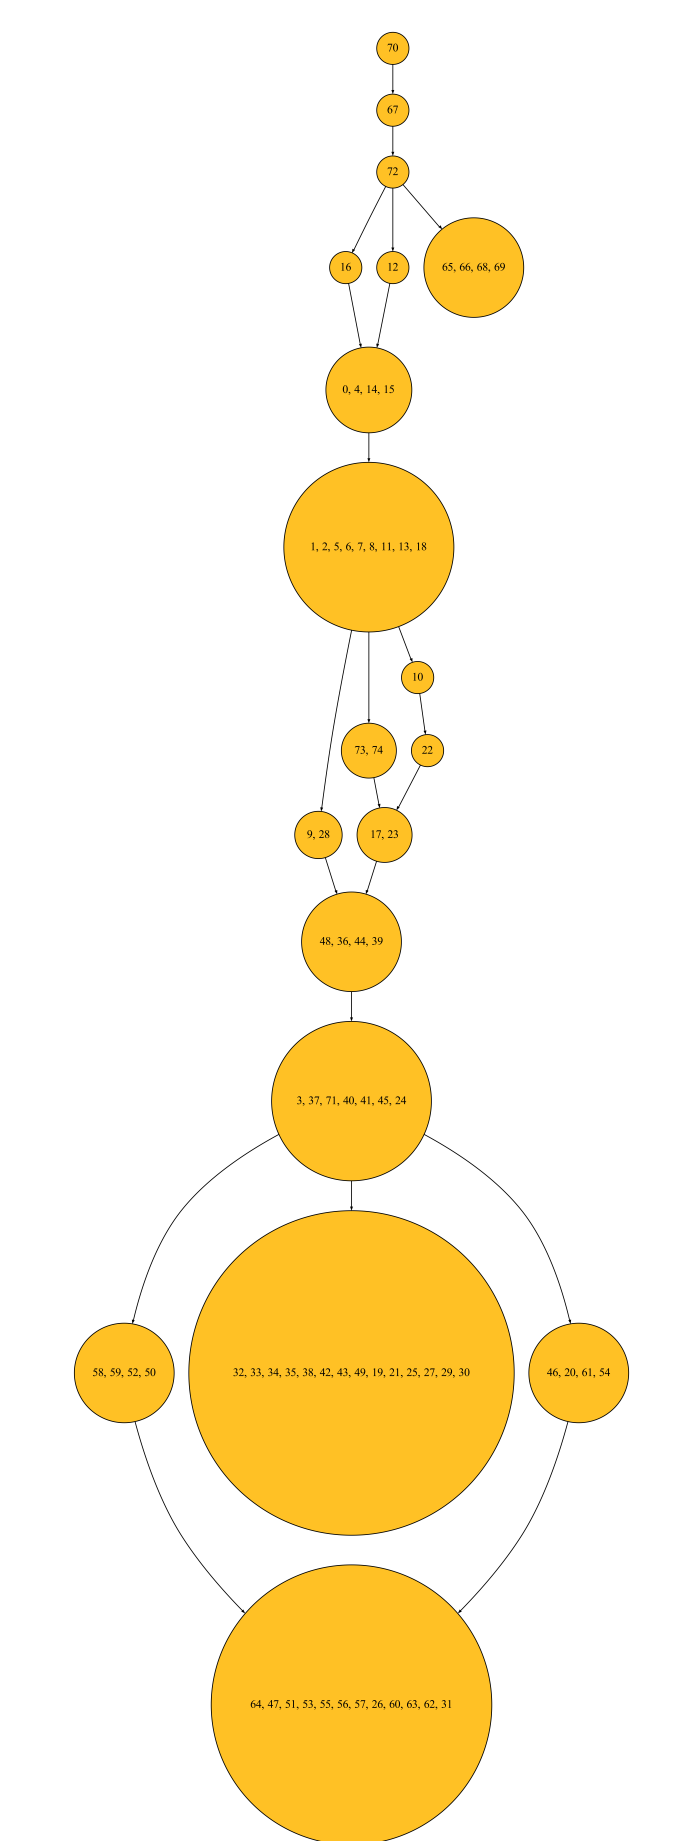 70
67
72
16
12
65, 66, 68, 69
0, 4, 14, 15
1, 2, 5, 6, 7, 8, 11, 13, 18
10
73, 74
22
9, 28
17, 23
48, 36, 44, 39
3, 37, 71, 40, 41, 45, 24
58, 59, 52, 50
32, 33, 34, 35, 38, 42, 43, 49, 19, 21, 25, 27, 29, 30
46, 20, 61, 54
64, 47, 51, 53, 55, 56, 57, 26, 60, 63, 62, 31